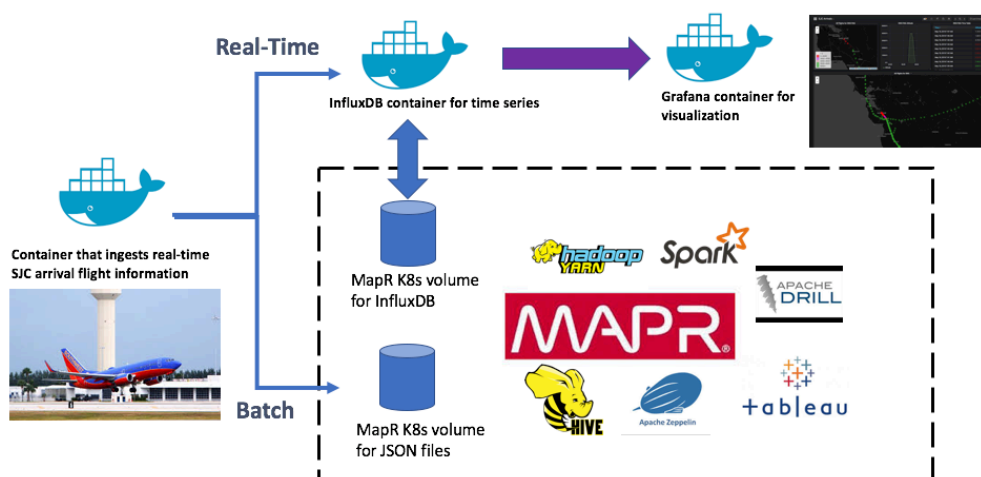 Real-Time
InfluxDB container for time series
Grafana container for
visualization
Container that ingests real-time
SJC arrival flight information
MapR K8s volume
for InfluxDB
hadoop
YARN
Spark
APACHE
DRILL
MAPR®
Batch
MapR K8s volume
for JSON files
HIVE
Apache Zeppelin
tableau